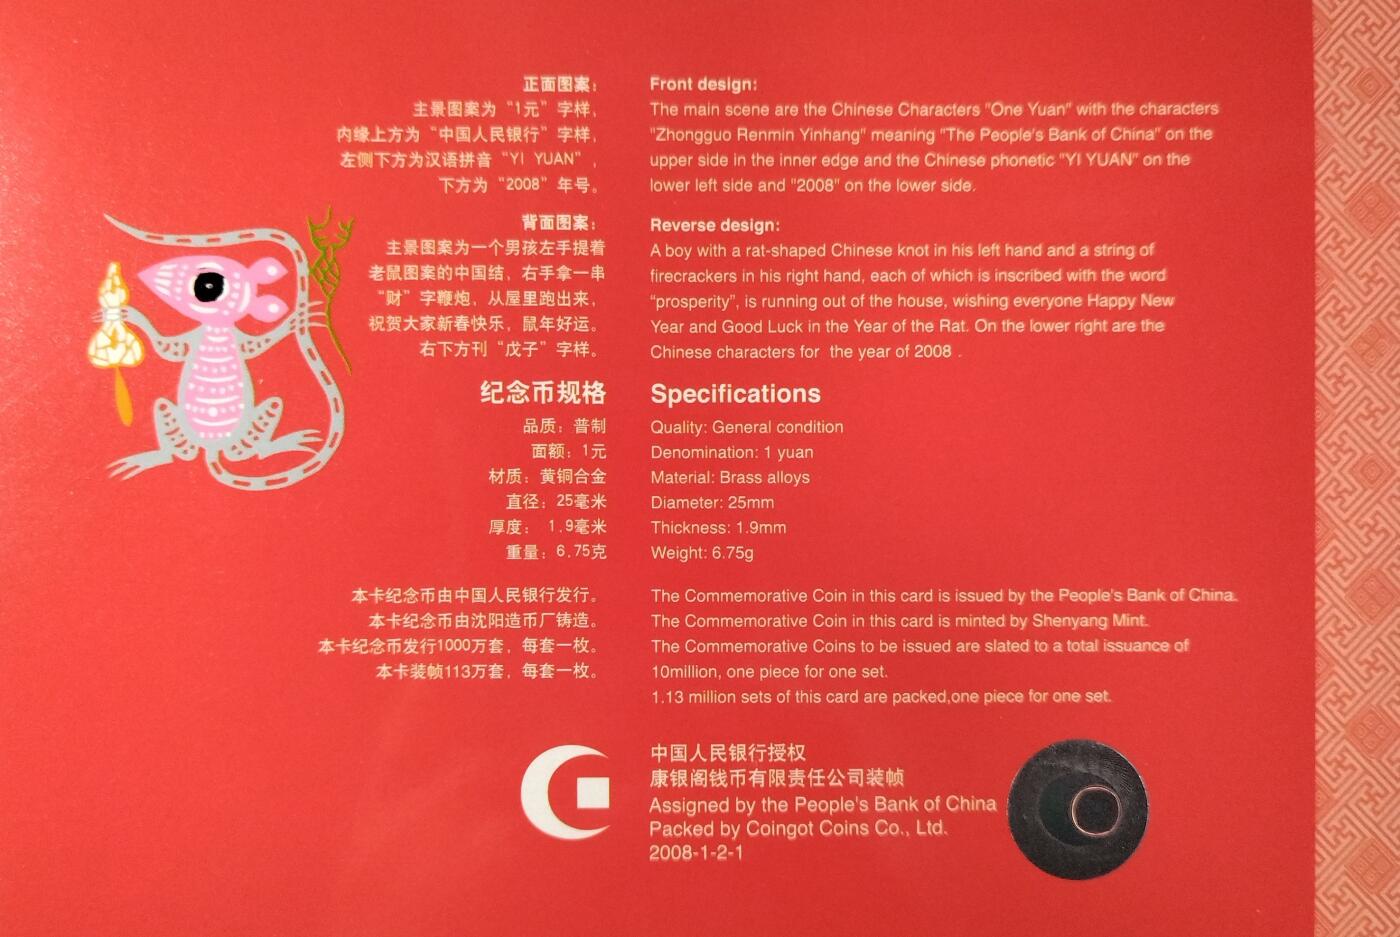 正面图案：
主景图案为“1元”字样，
内缘上方为“中国人民银行”字样，
左侧下方为汉语拼音“YI YUAN”，
下方为“2008”年号。
背面图案：
主景图案为一个男孩左手提着
老鼠图案的中国结，右手拿一串
“财”字鞭炮，从屋里跑出来，
祝贺大家新春快乐，鼠年好运。
右下方刊“戊子”字样。
纪念币规格
品质：普制
面额：1元
材质：黄铜合金
直径：25毫米
厚度： 1.9毫米
重量：6.75克
本卡纪念币由中国人民银行发行。
本卡纪念币由沈阳造币厂铸造。
本卡纪念币发行1000万套，每套一枚。
本卡装帧113万套，每套一枚。
Front design:
The main scene are the Chinese Characters "One Yuan" with the characters
"Zhongguo Renmin Yinhang" meaning "The People's Bank of China" on the
upper side in the inner edge and the Chinese phonetic "YI YUAN" on the
lower left side and "2008" on the lower side.
Reverse design:
A boy with a rat-shaped Chinese knot in his left hand and a string of
firecrackers in his right hand, each of which is inscribed with the word
“prosperity”, is running out of the house, wishing everyone Happy New
Year and Good Luck in the Year of the Rat. On the lower right are the
Chinese characters for the year of 2008 .
Specifications
Quality: General condition
Denomination: 1 yuan
Material: Brass alloys
Diameter: 25mm
Thickness: 1.9mm
Weight: 6.75g
The Commemorative Coin in this card is issued by the People's Bank of China.
The Commemorative Coin in this card is minted by Shenyang Mint.
The Commemorative Coins to be issued are slated to a total issuance of
10million, one piece for one set.
1.13 million sets of this card are packed,one piece for one set.
中国人民银行授权
康银阁钱币有限责任公司装帧
Assigned by the People's Bank of China
Packed by Coingot Coins Co., Ltd.
2008-1-2-1